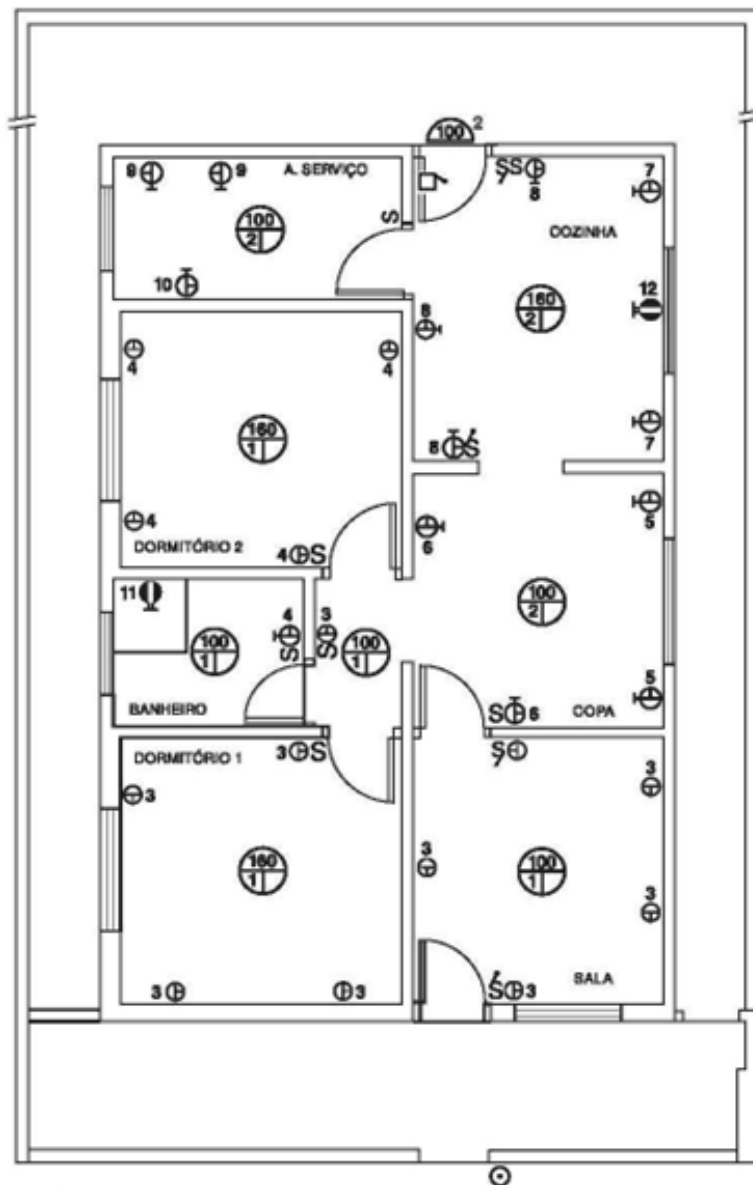 100 2
9 9 A. SERVIÇO
S S 7 8 7
S
100
2
COZINHA
10
160
2
12
8
4 4
160
1
8 S 7
5
6
4
DORMITÓRIO 2
4 S
100
2
11
4 3
S S
100
1
100
1
BANHEIRO
S 6
COPA
5
DORMITÓRIO 1
3 S
S
3
3
3
160
1
100
1
3
SALA
3 3
S 3